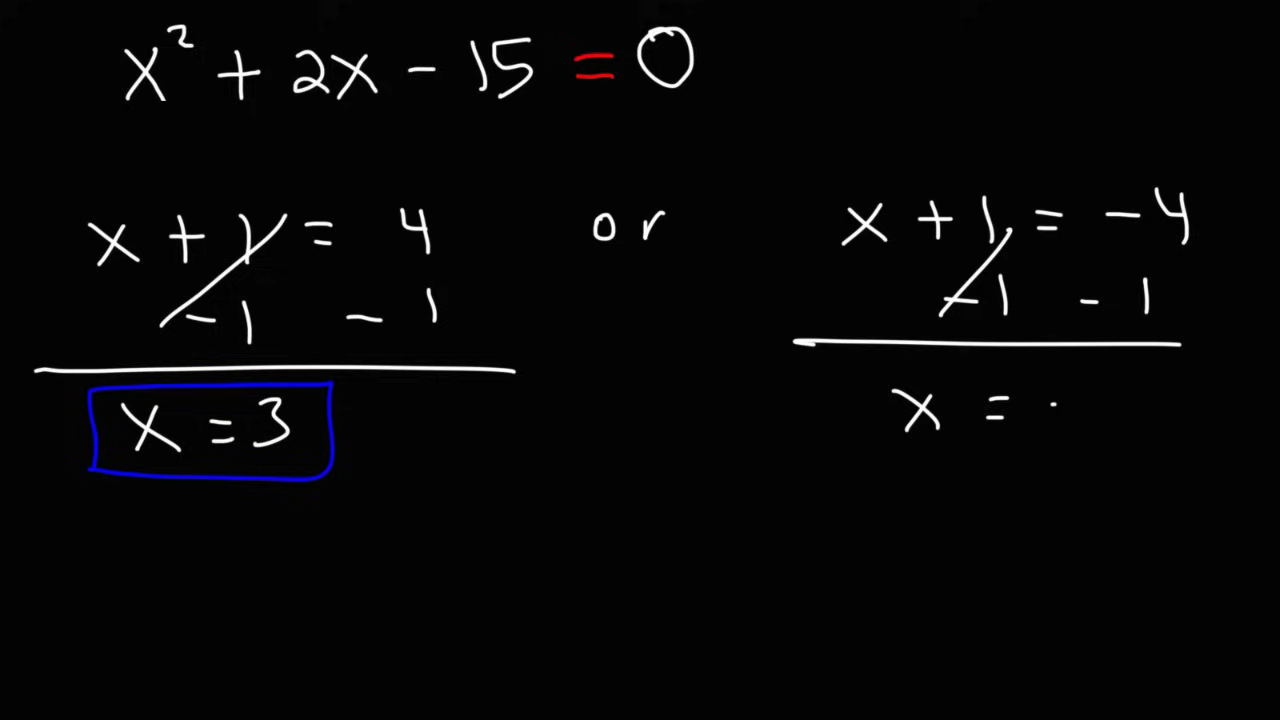 x² + 2x - 15 = 0
x + 1 = 4 or x + 1 = -4
-1 - 1 -1 - 1
x = 3 x =